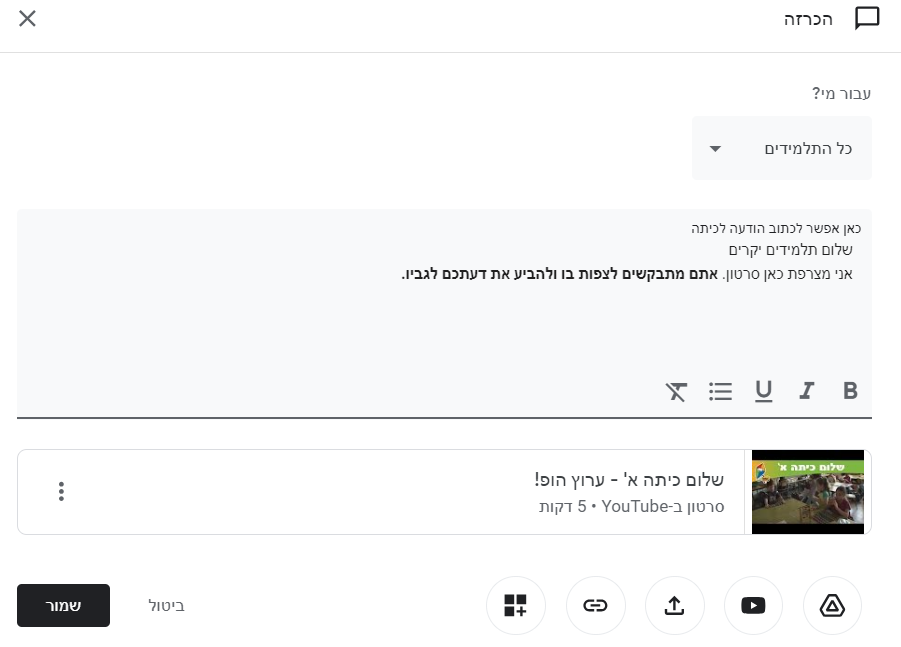 הכרזה
עבור מי?
כל התלמידים
כאן אפשר לכתוב הודעה לכיתה
שלום תלמידים יקרים
אני מצרפת כאן סרטון. אתם מתבקשים לצפות בו ולהביע את דעתכם לגביו.
B I U
שלום כיתה א'
שלום כיתה א' - ערוץ הופ!
סרטון ב-YouTube • 5 דקות
ביטול
שמור